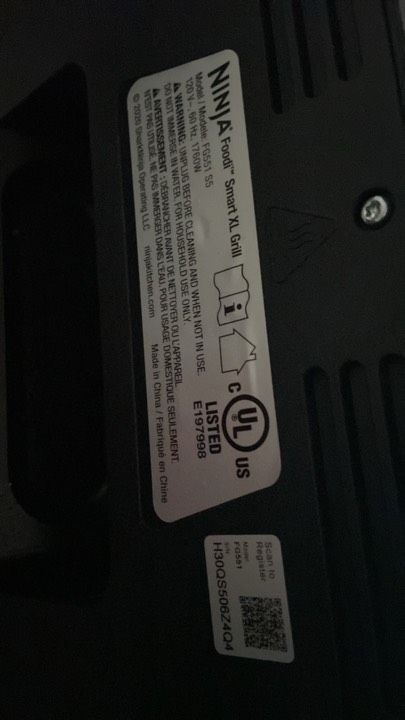 NINJA Foodi™ Smart XL Grill
Model / Modèle: FG551 S5
120 V~, 60 Hz, 1760W
WARNING: UNPLUG BEFORE CLEANING AND WHEN NOT IN USE.
DO NOT IMMERSE IN WATER. FOR HOUSEHOLD USE ONLY.
AVERTISSEMENT : DÉBRANCHER AVANT DE NETTOYER OU L'APPAREIL
N'EST PAS UTILISÉ. NE PAS IMMERGER DANS L'EAU. POUR USAGE DOMESTIQUE SEULEMENT.
© 2020 SharkNinja Operating LLC ninjakitchen.com Made in China / Fabriqué en Chine
i
C UL US
®
LISTED
E197998
Scan to
Register
Model
FG551
S/N:
H30QS506Z4Q4